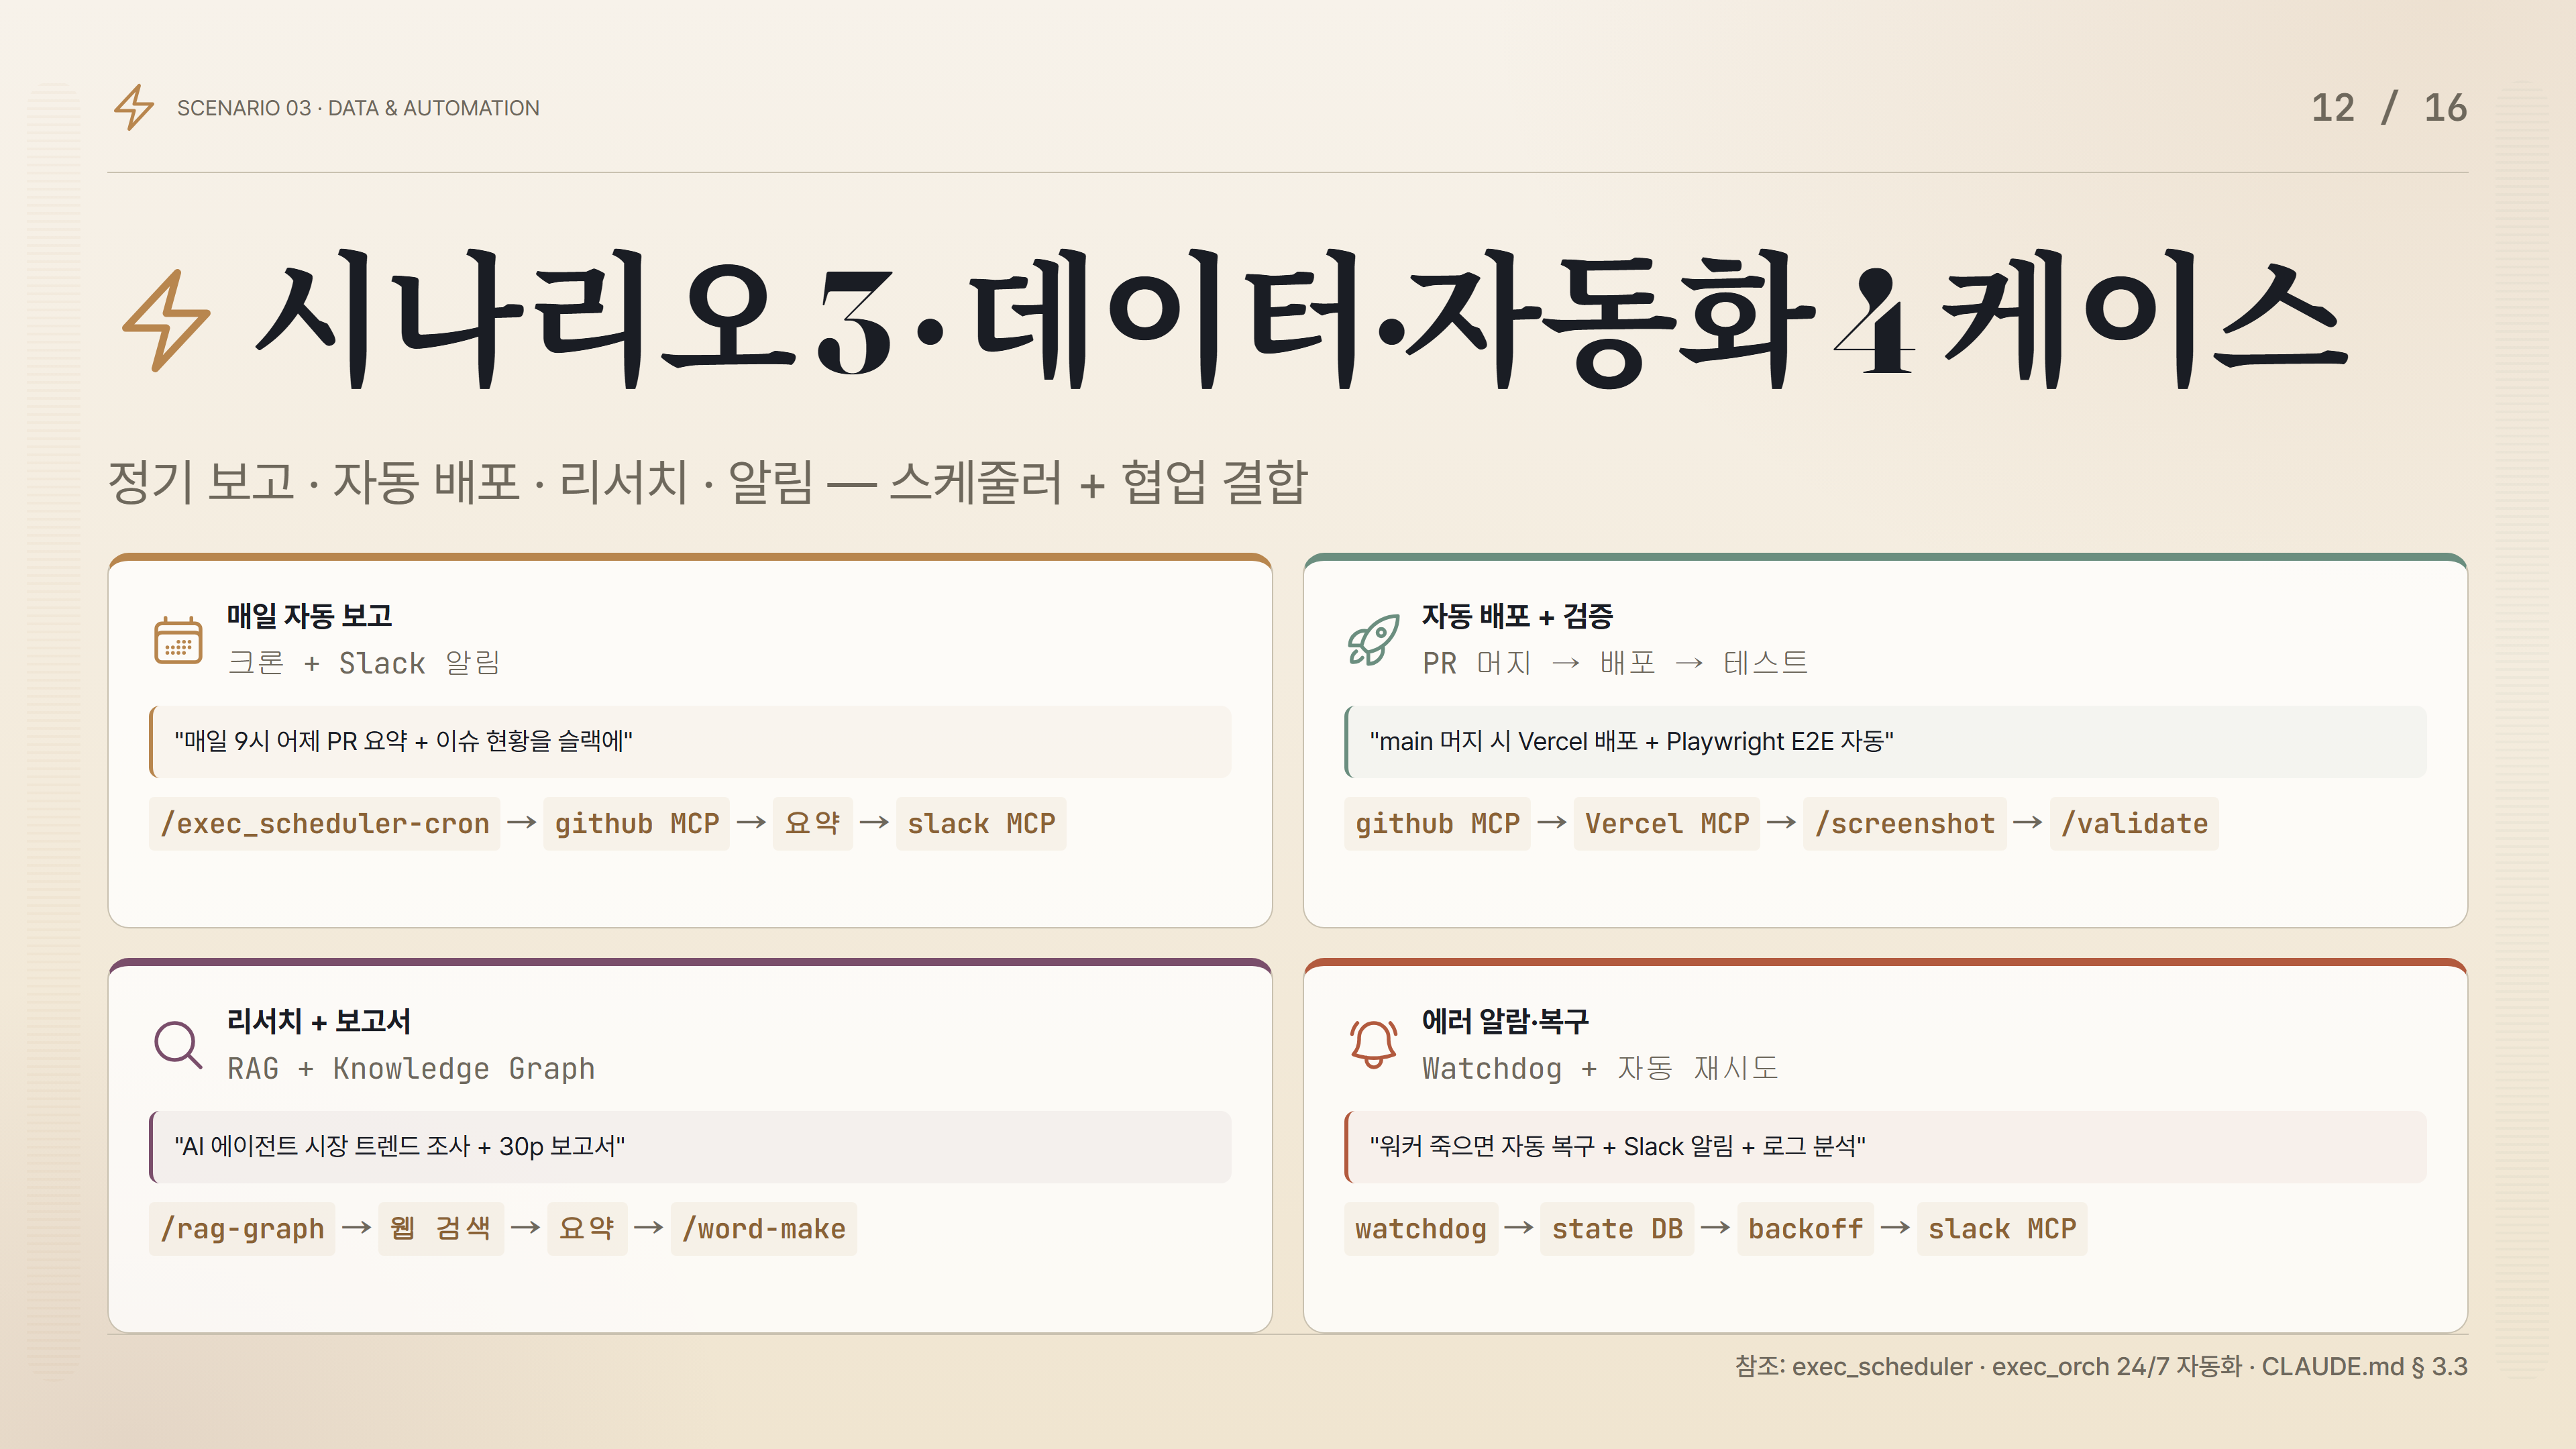 SCENARIO 03 · DATA & AUTOMATION
12 / 16
시나리오 3 · 데이터·자동화 4 케이스
정기 보고 · 자동 배포 · 리서치 · 알림 — 스케줄러 + 협업 결합
매일 자동 보고
크론 + Slack 알림
"매일 9시 어제 PR 요약 + 이슈 현황을 슬랙에"
/exec_scheduler-cron → github MCP → 요약 → slack MCP
자동 배포 + 검증
PR 머지 → 배포 → 테스트
"main 머지 시 Vercel 배포 + Playwright E2E 자동"
github MCP → Vercel MCP → /screenshot → /validate
리서치 + 보고서
RAG + Knowledge Graph
"AI 에이전트 시장 트렌드 조사 + 30p 보고서"
/rag-graph → 웹 검색 → 요약 → /word-make
에러 알람·복구
Watchdog + 자동 재시도
"워커 죽으면 자동 복구 + Slack 알림 + 로그 분석"
watchdog → state DB → backoff → slack MCP
참조: exec_scheduler · exec_orch 24/7 자동화 · CLAUDE.md § 3.3